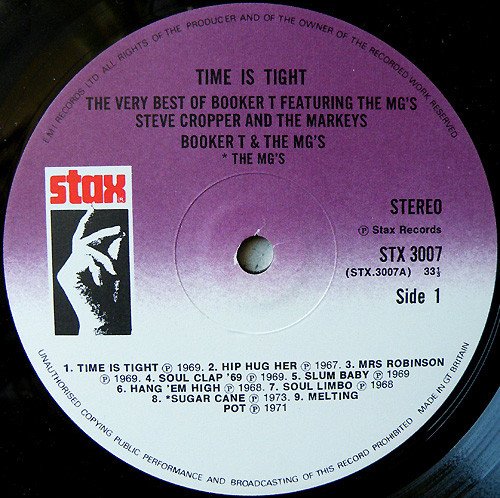 E.M.I RECORDS LTD ALL RIGHTS OF THE PRODUCER AND OF THE OWNER OF THE RECORDED WORK RESERVED
TIME IS TIGHT
THE VERY BEST OF BOOKER T FEATURING THE MG'S
STEVE CROPPER AND THE MARKEYS
BOOKER T & THE MG'S
* THE MG'S
stax
STEREO
℗ Stax Records
STX 3007
(STX.3007A) 33⅓
Side 1
1. TIME IS TIGHT ℗ 1969. 2. HIP HUG HER ℗ 1967. 3. MRS ROBINSON
℗ 1969. 4. SOUL CLAP '69 ℗ 1969. 5. SLUM BABY ℗ 1969
6. HANG 'EM HIGH ℗ 1968. 7. SOUL LIMBO ℗ 1968
8. *SUGAR CANE ℗ 1973. 9. MELTING
POT ℗ 1971
UNAUTHORISED COPYING PUBLIC PERFORMANCE AND BROADCASTING OF THIS RECORD PROHIBITED MADE IN GT. BRITAIN